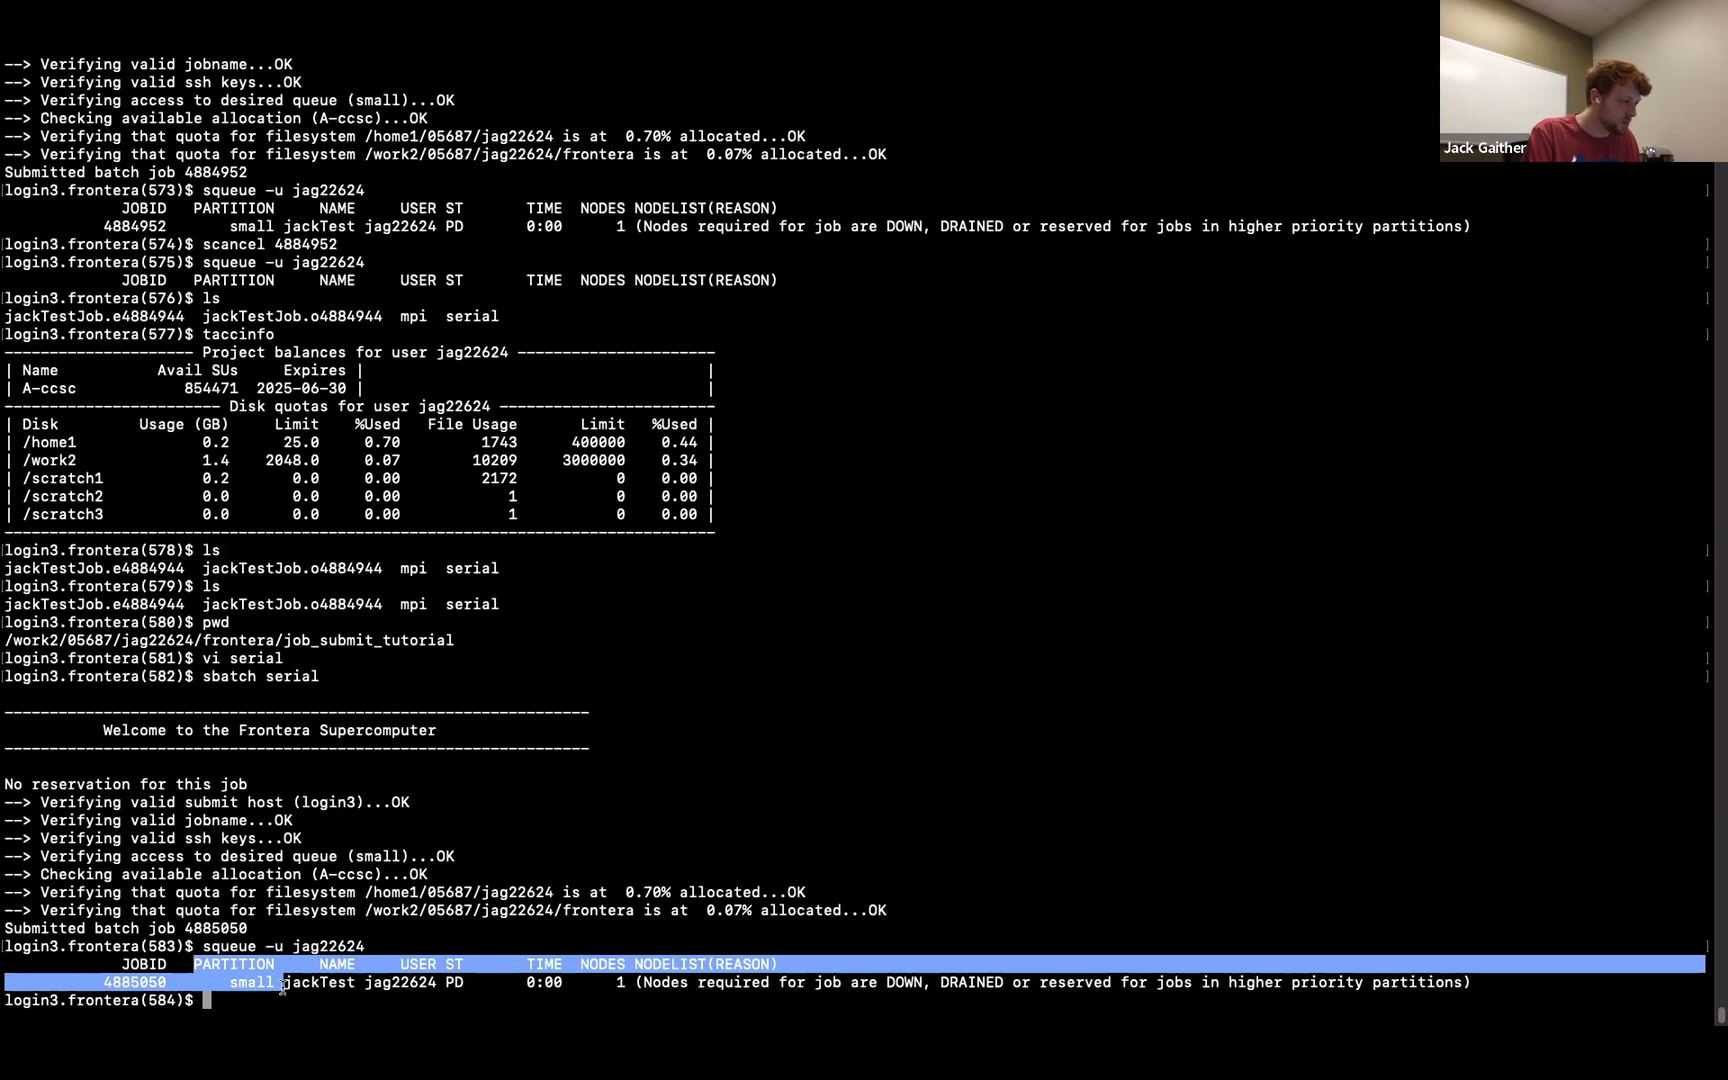 --> Verifying valid jobname...OK
--> Verifying valid ssh keys...OK
--> Verifying access to desired queue (small)...OK
--> Checking available allocation (A-ccsc)...OK
--> Verifying that quota for filesystem /home1/05687/jag22624 is at  0.70% allocated...OK
--> Verifying that quota for filesystem /work2/05687/jag22624/frontera is at  0.07% allocated...OK
Submitted batch job 4884952
[login3.frontera(573)$ squeue -u jag22624 ]
             JOBID   PARTITION     NAME     USER ST       TIME  NODES NODELIST(REASON)
           4884952       small jackTest jag22624 PD       0:00      1 (Nodes required for job are DOWN, DRAINED or reserved for jobs in higher priority partitions)
[login3.frontera(574)$ scancel 4884952 ]
[login3.frontera(575)$ squeue -u jag22624 ]
             JOBID   PARTITION     NAME     USER ST       TIME  NODES NODELIST(REASON)
[login3.frontera(576)$ ls ]
jackTestJob.e4884944  jackTestJob.o4884944  mpi  serial
[login3.frontera(577)$ taccinfo ]
--------------------- Project balances for user jag22624 ----------------------
| Name           Avail SUs     Expires |                                      |
| A-ccsc            854471  2025-06-30 |                                      |
------------------------ Disk quotas for user jag22624 ------------------------
| Disk         Usage (GB)     Limit    %Used   File Usage       Limit   %Used |
| /home1              0.2      25.0     0.70         1743      400000    0.44 |
| /work2              1.4    2048.0     0.07        10209     3000000    0.34 |
| /scratch1           0.2       0.0     0.00         2172           0    0.00 |
| /scratch2           0.0       0.0     0.00            1           0    0.00 |
| /scratch3           0.0       0.0     0.00            1           0    0.00 |
-------------------------------------------------------------------------------
[login3.frontera(578)$ ls ]
jackTestJob.e4884944  jackTestJob.o4884944  mpi  serial
[login3.frontera(579)$ ls ]
jackTestJob.e4884944  jackTestJob.o4884944  mpi  serial
[login3.frontera(580)$ pwd ]
/work2/05687/jag22624/frontera/job_submit_tutorial
[login3.frontera(581)$ vi serial ]
[login3.frontera(582)$ sbatch serial ]
-----------------------------------------------------------------
           Welcome to the Frontera Supercomputer
-----------------------------------------------------------------
No reservation for this job
--> Verifying valid submit host (login3)...OK
--> Verifying valid jobname...OK
--> Verifying valid ssh keys...OK
--> Verifying access to desired queue (small)...OK
--> Checking available allocation (A-ccsc)...OK
--> Verifying that quota for filesystem /home1/05687/jag22624 is at  0.70% allocated...OK
--> Verifying that quota for filesystem /work2/05687/jag22624/frontera is at  0.07% allocated...OK
Submitted batch job 4885050
[login3.frontera(583)$ squeue -u jag22624 ]
             JOBID   PARTITION     NAME     USER ST       TIME  NODES NODELIST(REASON)
           4885050       small jackTest jag22624 PD       0:00      1 (Nodes required for job are DOWN, DRAINED or reserved for jobs in higher priority partitions)
login3.frontera(584)$
Jack Gaither